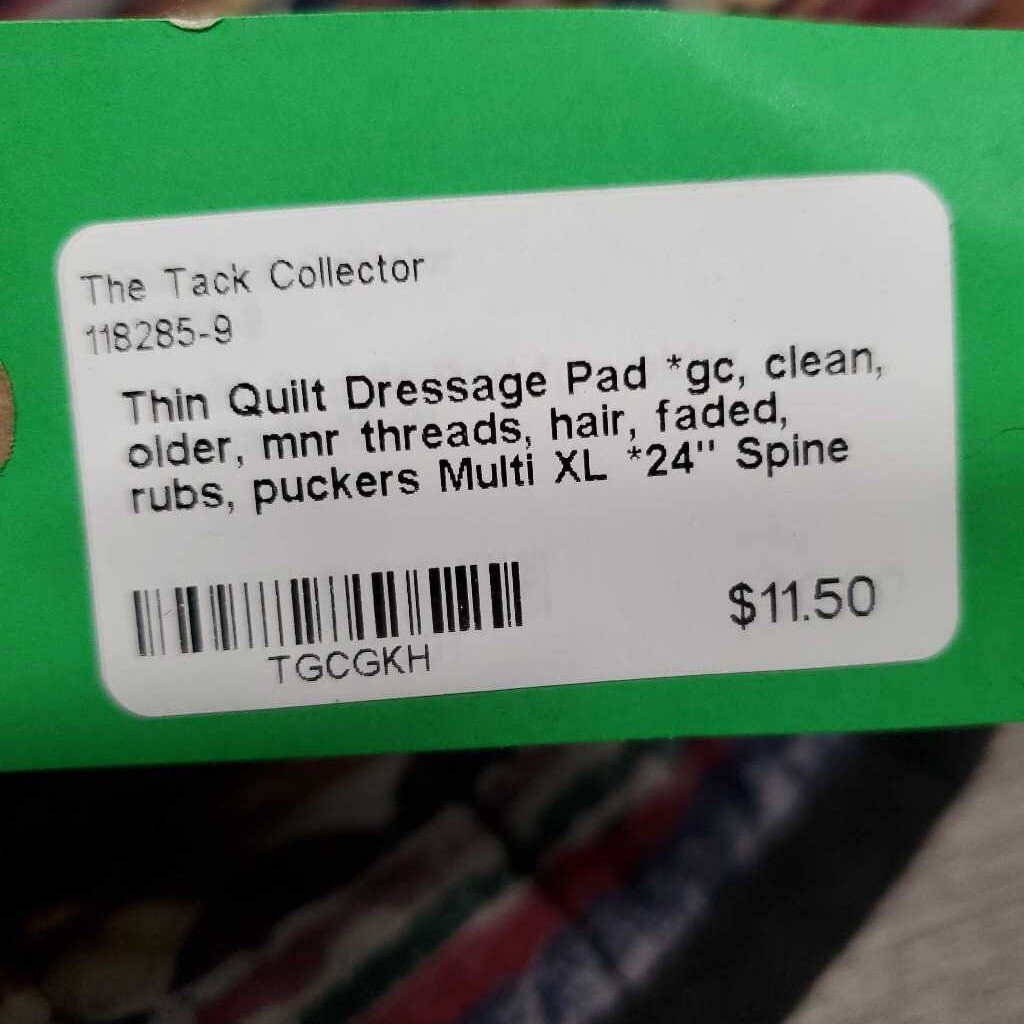 The Tack Collector
118285-9
Thin Quilt Dressage Pad *gc, clean,
older, mnr threads, hair, faded,
rubs, puckers Multi XL *24" Spine
$11.50
TGCGKH